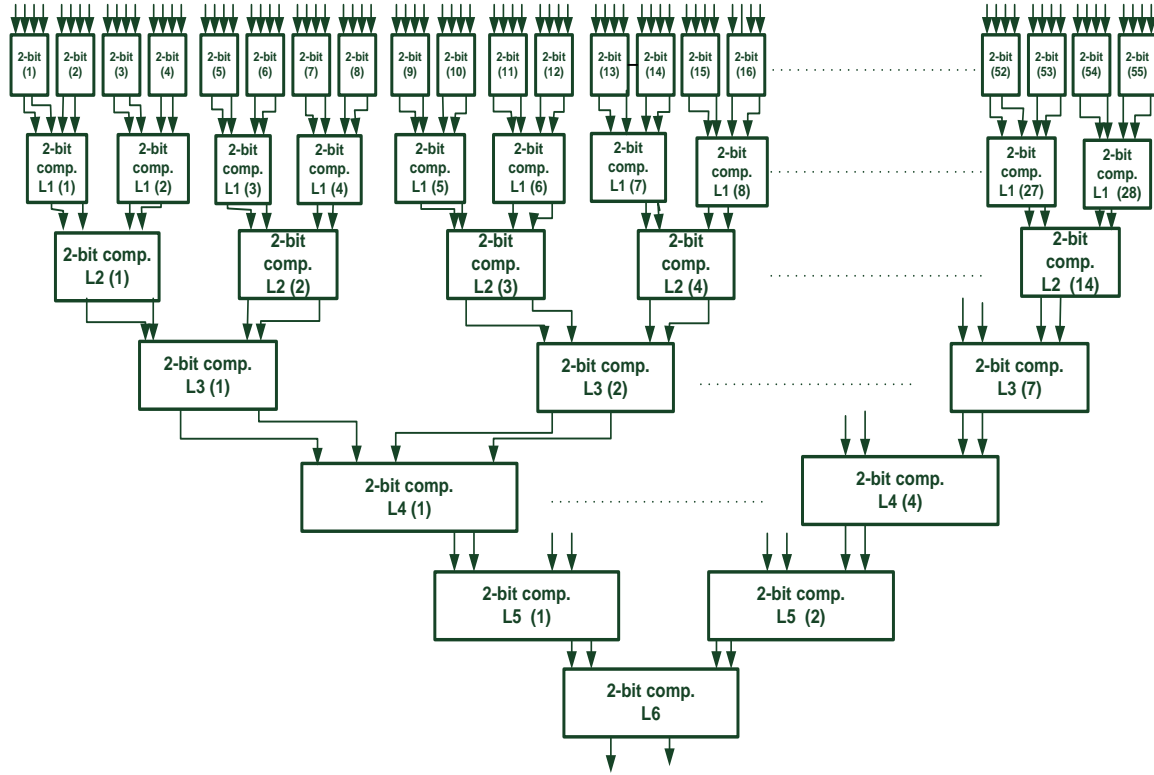 2-bit
(1)
2-bit
(2)
2-bit
(3)
2-bit
(4)
2-bit
(5)
2-bit
(6)
2-bit
(7)
2-bit
(8)
2-bit
(9)
2-bit
(10)
2-bit
(11)
2-bit
(12)
2-bit
(13)
2-bit
(14)
2-bit
(15)
2-bit
(16)
2-bit
(52)
2-bit
(53)
2-bit
(54)
2-bit
(55)
2-bit
comp.
L1 (1)
2-bit
comp.
L1 (2)
2-bit
comp.
L1 (3)
2-bit
comp.
L1 (4)
2-bit
comp.
L1 (5)
2-bit
comp.
L1 (6)
2-bit
comp.
L1 (7)
2-bit
comp.
L1 (8)
2-bit
comp.
L1 (27)
2-bit
comp.
L1 (28)
2-bit comp.
L2 (1)
2-bit
comp.
L2 (2)
2-bit
comp.
L2 (3)
2-bit
comp.
L2 (4)
2-bit
comp.
L2 (14)
2-bit comp.
L3 (1)
2-bit comp.
L3 (2)
2-bit comp.
L3 (7)
2-bit comp.
L4 (1)
2-bit comp.
L4 (4)
2-bit comp.
L5 (1)
2-bit comp.
L5 (2)
2-bit comp.
L6